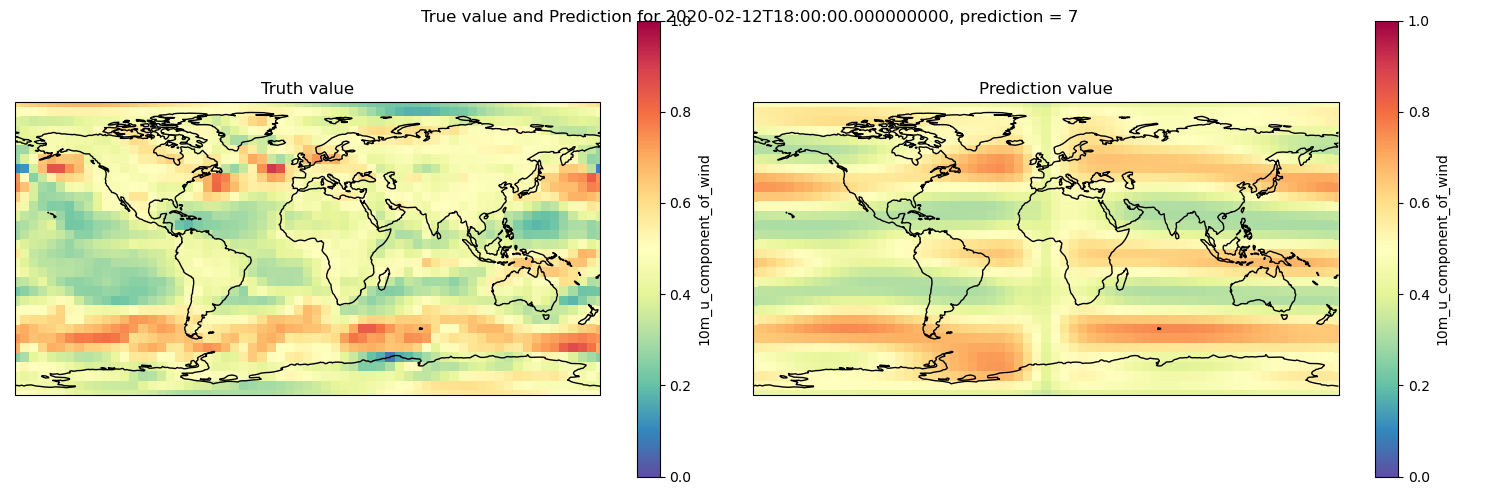 True value and Prediction for 2020-02-12T18:00:00.000000000, prediction = 7
Truth value
1.0
0.8
0.6
0.4
0.2
0.0
10m_u_component_of_wind
Prediction value
1.0
0.8
0.6
0.4
0.2
0.0
10m_u_component_of_wind